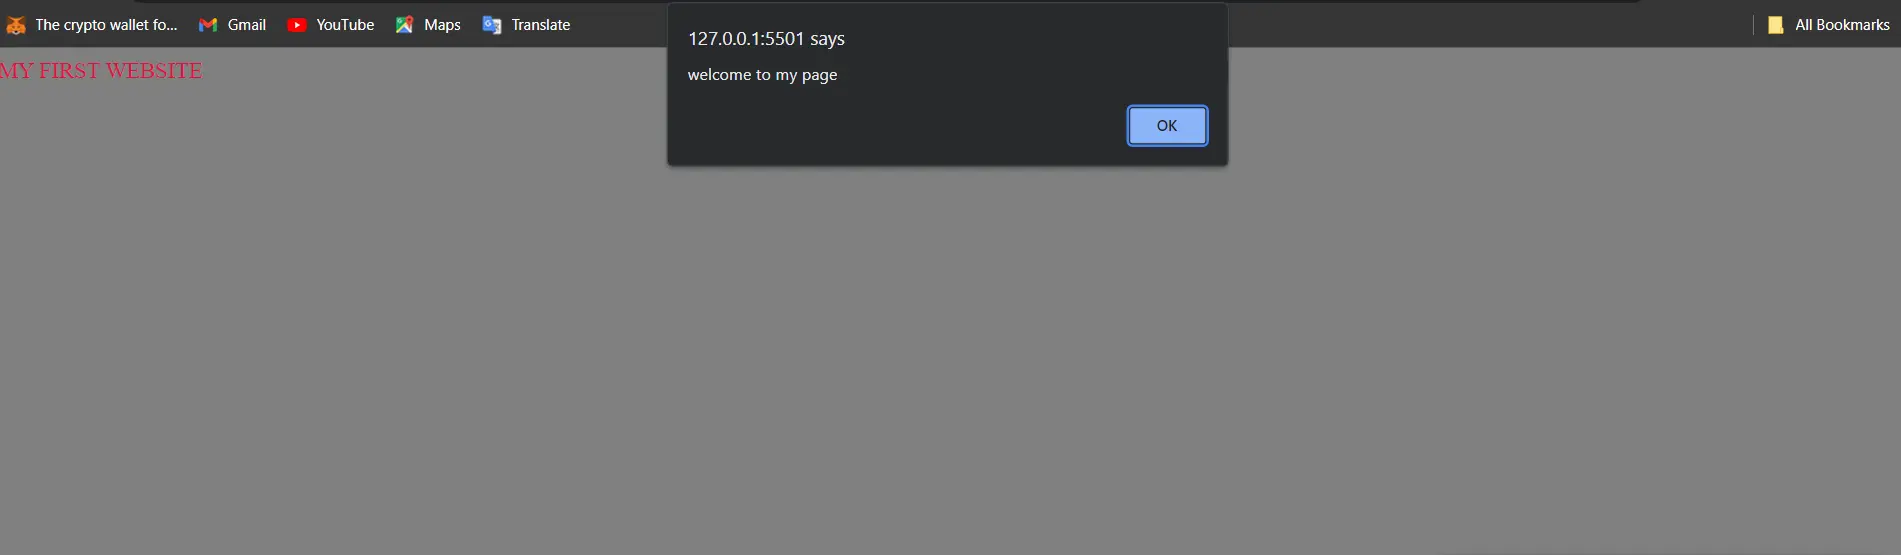 The crypto wallet fo... Gmail YouTube Maps Translate All Bookmarks
127.0.0.1:5501 says
welcome to my page
OK
MY FIRST WEBSITE